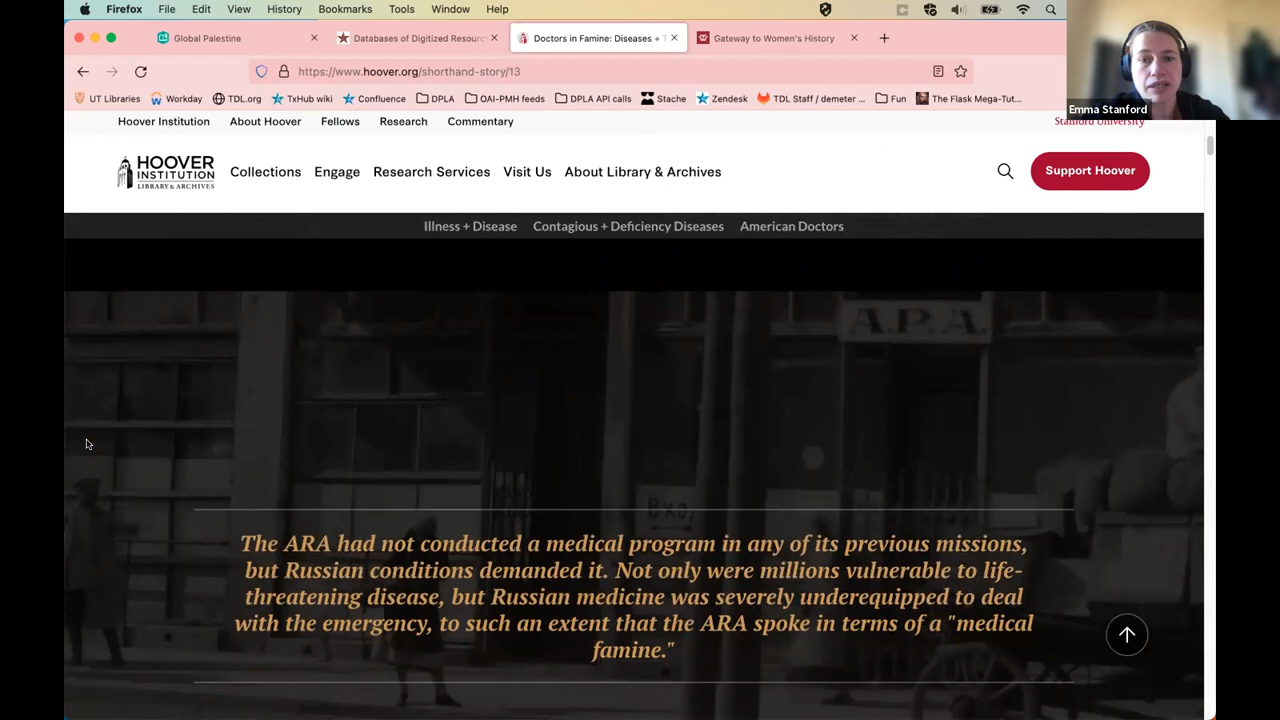 Firefox File Edit View History Bookmarks Tools Window Help
Global Palestine
Databases of Digitized Resourc
Doctors in Famine: Diseases + T
Gateway to Women's History
https://www.hoover.org/shorthand-story/13
UT Libraries Workday TDL.org TxHub wiki Confluence DPLA OAI-PMH feeds DPLA API calls Stache Zendesk TDL Staff / demeter ... Fun The Flask Mega-Tut...
Emma Stanford
Hoover Institution About Hoover Fellows Research Commentary
Stanford University
HOOVER
INSTITUTION
LIBRARY & ARCHIVES
Collections Engage Research Services Visit Us About Library & Archives
Support Hoover
Illness + Disease Contagious + Deficiency Diseases American Doctors
А.Р.А.
Вход
The ARA had not conducted a medical program in any of its previous missions,
but Russian conditions demanded it. Not only were millions vulnerable to life-
threatening disease, but Russian medicine was severely underequipped to deal
with the emergency, to such an extent that the ARA spoke in terms of a "medical
famine."